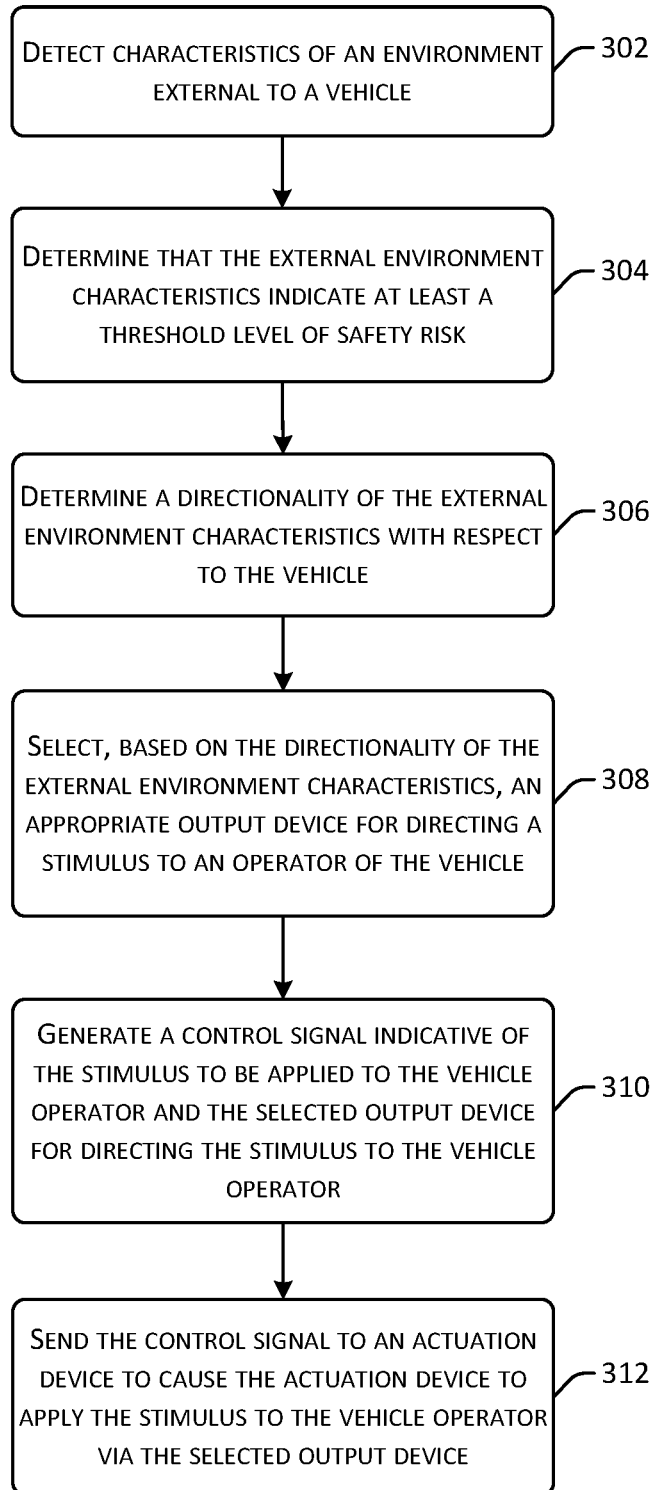 DETECT CHARACTERISTICS OF AN ENVIRONMENT
EXTERNAL TO A VEHICLE
302
DETERMINE THAT THE EXTERNAL ENVIRONMENT
CHARACTERISTICS INDICATE AT LEAST A
THRESHOLD LEVEL OF SAFETY RISK
304
DETERMINE A DIRECTIONALITY OF THE EXTERNAL
ENVIRONMENT CHARACTERISTICS WITH RESPECT
TO THE VEHICLE
306
SELECT, BASED ON THE DIRECTIONALITY OF THE
EXTERNAL ENVIRONMENT CHARACTERISTICS, AN
APPROPRIATE OUTPUT DEVICE FOR DIRECTING A
STIMULUS TO AN OPERATOR OF THE VEHICLE
308
GENERATE A CONTROL SIGNAL INDICATIVE OF
THE STIMULUS TO BE APPLIED TO THE VEHICLE
OPERATOR AND THE SELECTED OUTPUT DEVICE
FOR DIRECTING THE STIMULUS TO THE VEHICLE
OPERATOR
310
SEND THE CONTROL SIGNAL TO AN ACTUATION
DEVICE TO CAUSE THE ACTUATION DEVICE TO
APPLY THE STIMULUS TO THE VEHICLE OPERATOR
VIA THE SELECTED OUTPUT DEVICE
312